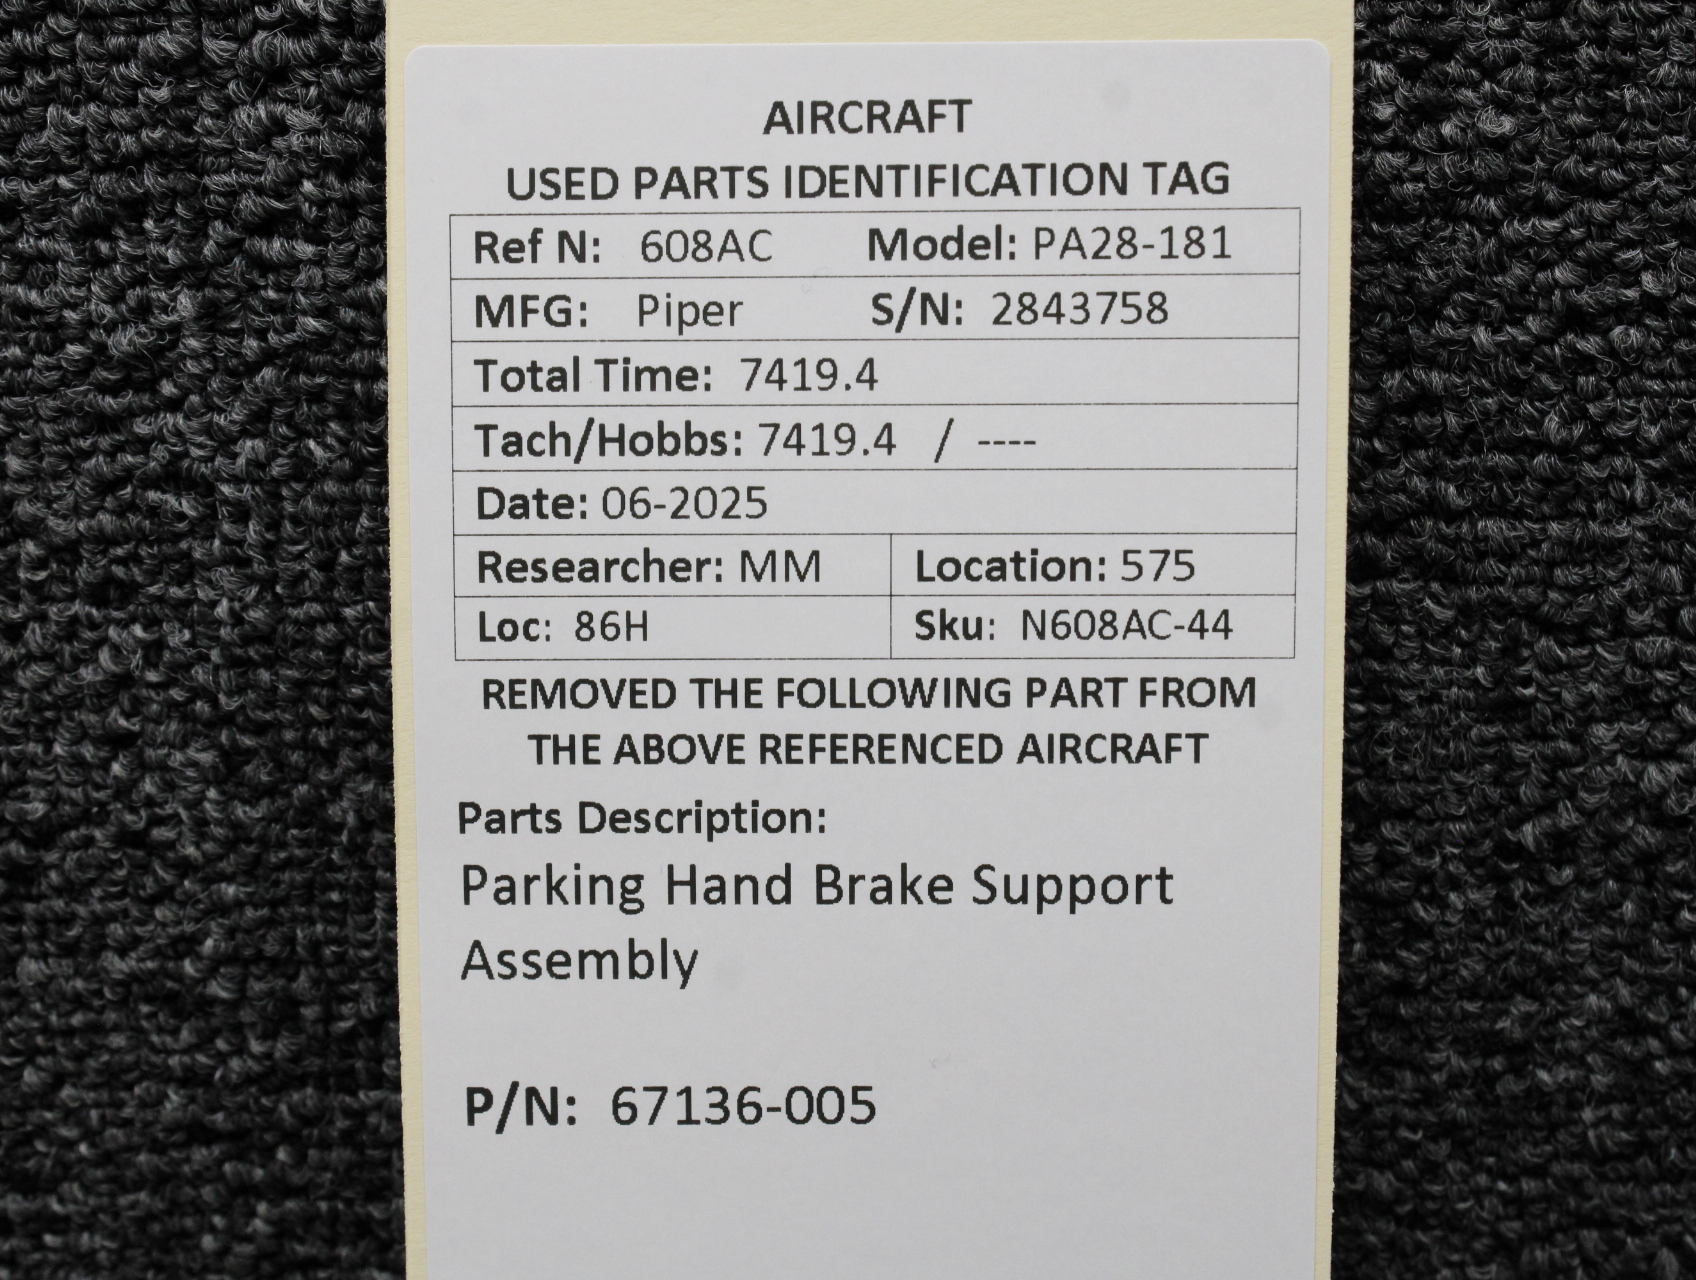 AIRCRAFT
USED PARTS IDENTIFICATION TAG
Ref N: 608AC Model: PA28-181
MFG: Piper S/N: 2843758
Total Time: 7419.4
Tach/Hobbs: 7419.4 / ----
Date: 06-2025
Researcher: MM Location: 575
Loc: 86H Sku: N608AC-44
REMOVED THE FOLLOWING PART FROM
THE ABOVE REFERENCED AIRCRAFT
Parts Description:
Parking Hand Brake Support
Assembly
P/N: 67136-005